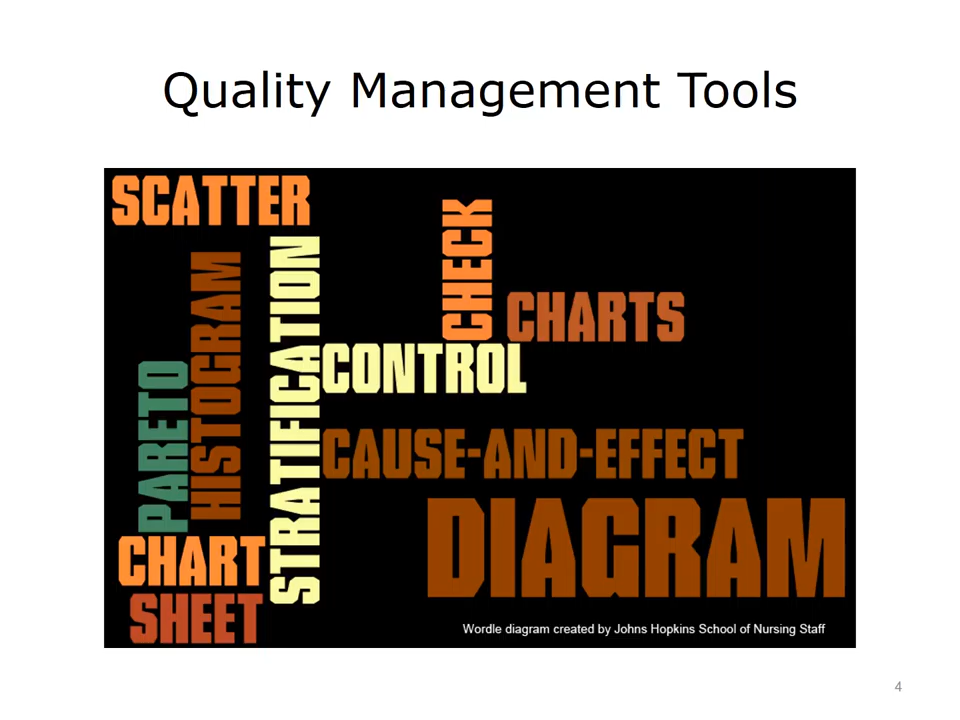 Quality Management Tools
SCATTER
CHECK
STRATIFICATION
HISTOGRAM
CHARTS
CONTROL
PARETO
CAUSE-AND-EFFECT
DIAGRAM
CHART
SHEET
Wordle diagram created by Johns Hopkins School of Nursing Staff
4